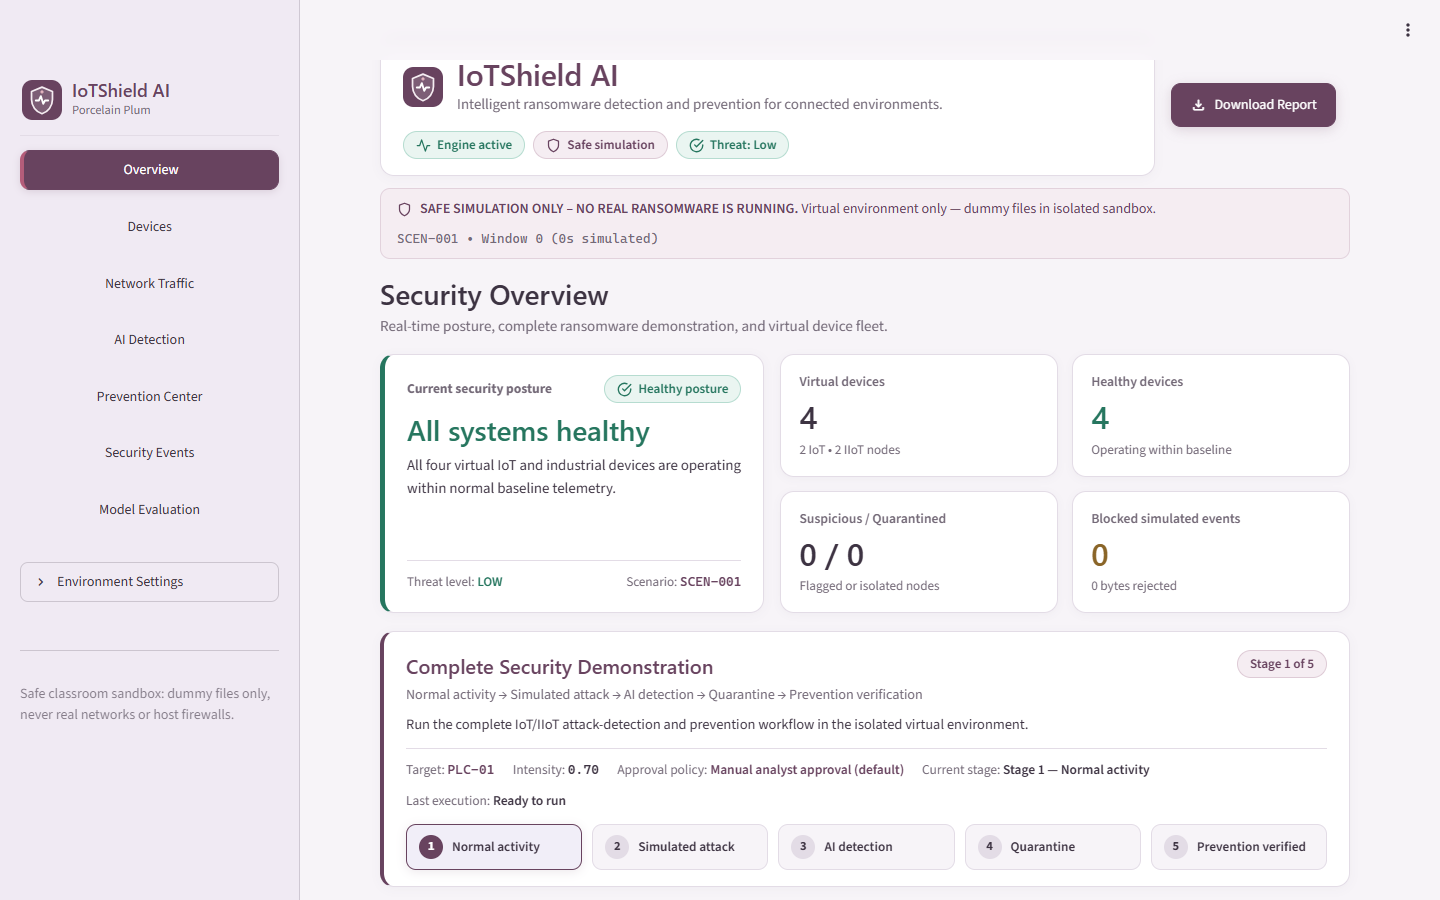 IoTShield AI
Porcelain Plum
Overview
Devices
Network Traffic
AI Detection
Prevention Center
Security Events
Model Evaluation
Environment Settings
Safe classroom sandbox: dummy files only,
never real networks or host firewalls.
IoTShield AI
Intelligent ransomware detection and prevention for connected environments.
Engine active
Safe simulation
Threat: Low
Download Report
SAFE SIMULATION ONLY – NO REAL RANSOMWARE IS RUNNING. Virtual environment only — dummy files in isolated sandbox.
SCEN-001 • Window 0 (0s simulated)
Security Overview
Real-time posture, complete ransomware demonstration, and virtual device fleet.
Current security posture
Healthy posture
All systems healthy
All four virtual IoT and industrial devices are operating
within normal baseline telemetry.
Threat level: LOW
Scenario: SCEN-001
Virtual devices
4
2 IoT • 2 IIoT nodes
Healthy devices
4
Operating within baseline
Suspicious / Quarantined
0 / 0
Flagged or isolated nodes
Blocked simulated events
0
0 bytes rejected
Complete Security Demonstration
Stage 1 of 5
Normal activity → Simulated attack → AI detection → Quarantine → Prevention verification
Run the complete IoT/IIoT attack-detection and prevention workflow in the isolated virtual environment.
Target: PLC-01 Intensity: 0.70 Approval policy: Manual analyst approval (default) Current stage: Stage 1 — Normal activity
Last execution: Ready to run
1 Normal activity
2 Simulated attack
3 AI detection
4 Quarantine
5 Prevention verified